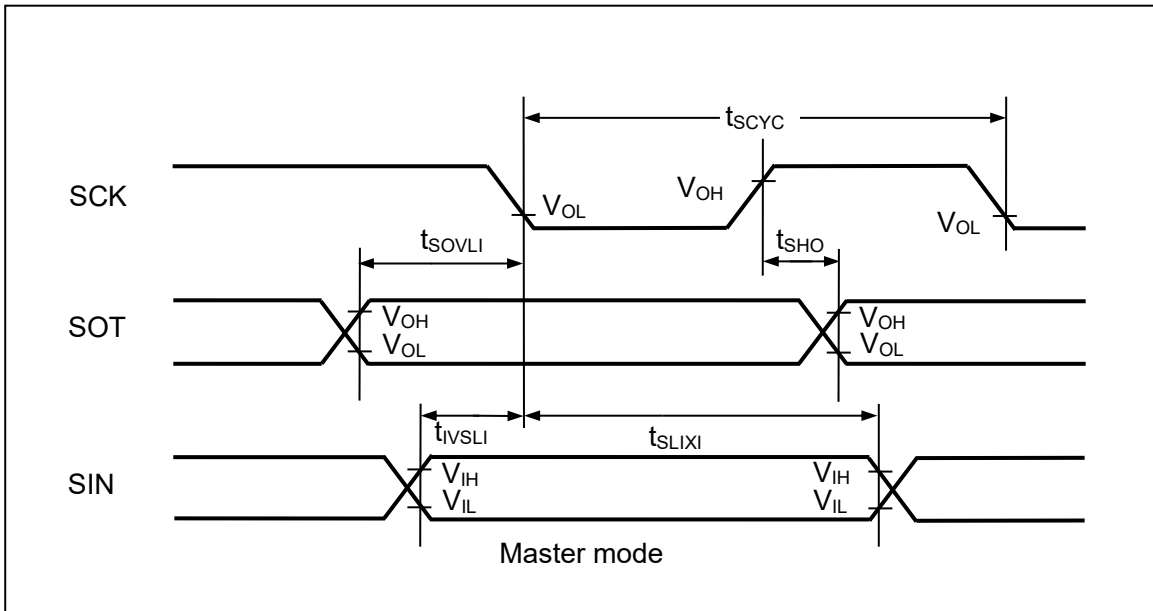 tSCYC
SCK
VOL
VOH
VOL
tSOVLI
tSHO
SOT
VOH
VOL
VOH
VOL
tIVSLI
tSLIXI
SIN
VIH
VIL
VIH
VIL
Master mode